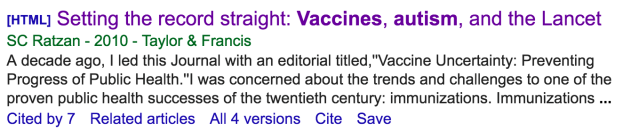 [HTML] Setting the record straight: Vaccines, autism, and the Lancet
SC Ratzan - 2010 - Taylor & Francis
A decade ago, I led this Journal with an editorial titled,"Vaccine Uncertainty: Preventing
Progress of Public Health."I was concerned about the trends and challenges to one of the
proven public health successes of the twentieth century: immunizations. Immunizations ...
Cited by 7 Related articles All 4 versions Cite Save